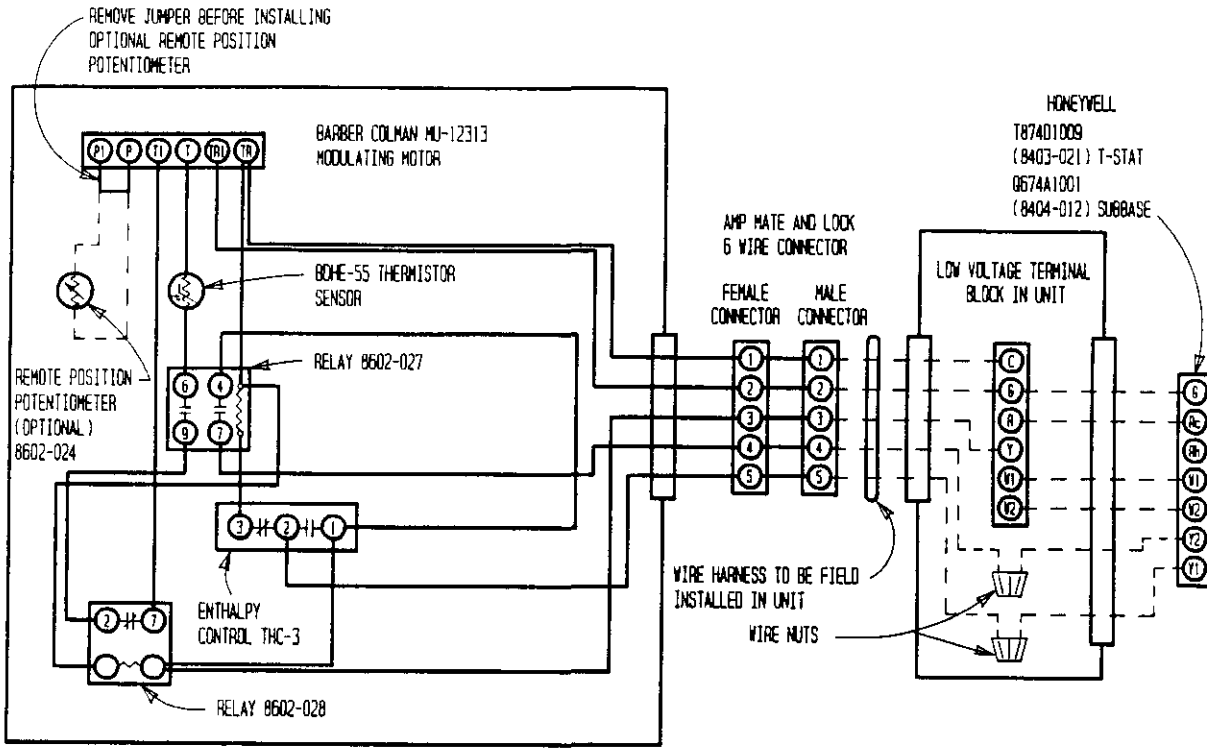 REMOVE JUMPER BEFORE INSTALLING
OPTIONAL REMOTE POSITION
POTENTIOMETER
BARBER COLMAN MU-12313
MODULATING MOTOR
P1 P T1 T TR1 TR
BDHE-55 THERMISTOR
SENSOR
RELAY 8602-027
6 4
9 7
REMOTE POSITION
POTENTIOMETER
(OPTIONAL)
8602-024
3 2 1
ENTHALPY
CONTROL THC-3
2 7
RELAY 8602-028
AMP MATE AND LOCK
6 WIRE CONNECTOR
FEMALE
CONNECTOR
MALE
CONNECTOR
1 1
2 2
3 3
4 4
5 5
WIRE HARNESS TO BE FIELD
INSTALLED IN UNIT
WIRE NUTS
LOW VOLTAGE TERMINAL
BLOCK IN UNIT
C
G
R
Y
W1
W2
HONEYWELL
T87401009
(8403-021) T-STAT
Q674A1001
(8404-012) SUBBASE
G
Rc
Rh
W1
W2
Y2
Y1